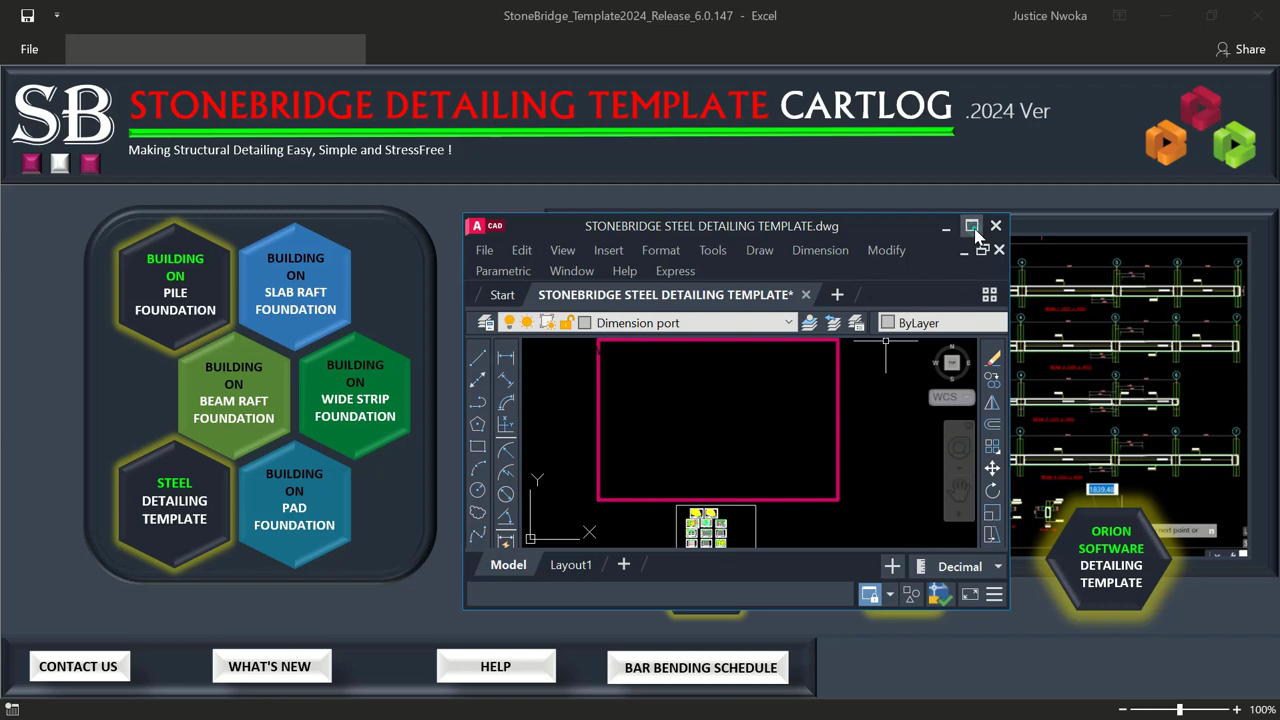 StoneBridge_Template2024_Release_6.0.147 - Excel
Justice Nwoka
File
Share
SB
STONEBRIDGE DETAILING TEMPLATE CARTLOG .2024 Ver
Making Structural Detailing Easy, Simple and StressFree !
BUILDING
ON
PILE
FOUNDATION
BUILDING
ON
SLAB RAFT
FOUNDATION
BUILDING
ON
BEAM RAFT
FOUNDATION
BUILDING
ON
WIDE STRIP
FOUNDATION
STEEL
DETAILING
TEMPLATE
BUILDING
ON
PAD
FOUNDATION
A CAD
STONEBRIDGE STEEL DETAILING TEMPLATE.dwg
File Edit View Insert Format Tools Draw Dimension Modify
Parametric Window Help Express
Start
STONEBRIDGE STEEL DETAILING TEMPLATE*
Dimension port
ByLayer
N
W
TOP
E
S
WCS
Y
X
Model
Layout1
Decimal
1839.40
ORION
SOFTWARE
DETAILING
TEMPLATE
CONTACT US
WHAT'S NEW
HELP
BAR BENDING SCHEDULE
100%